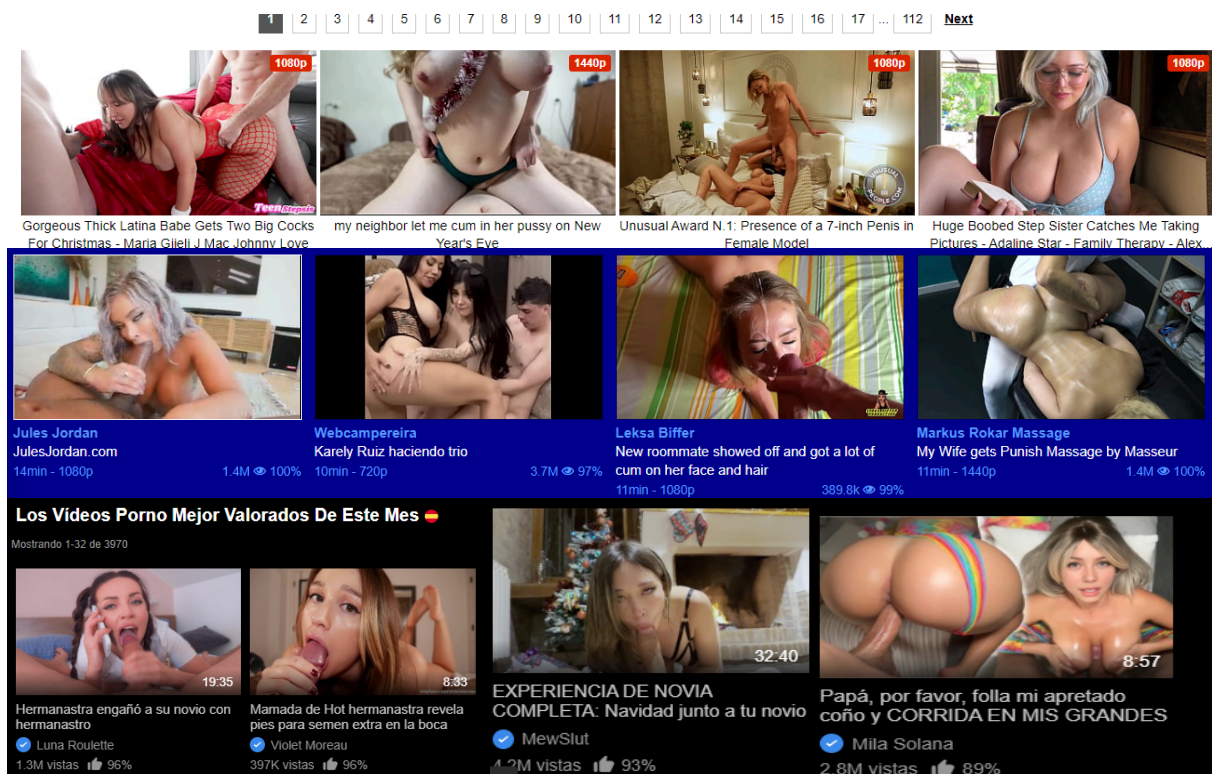 1 2 3 4 5 6 7 8 9 10 11 12 13 14 15 16 17 ... 112 Next
1080p
1440p
1080p
1080p
Teen Stepsis
UNUSUAL PEOPLE.COM
Gorgeous Thick Latina Babe Gets Two Big Cocks
For Christmas - Maria Gjieli J Mac Johnny Love
my neighbor let me cum in her pussy on New
Year's Eve
Unusual Award N.1: Presence of a 7-inch Penis in
Female Model
Huge Boobed Step Sister Catches Me Taking
Pictures - Adaline Star - Family Therapy - Alex...
Jules Jordan
JulesJordan.com
14min - 1080p 1.4M 100%
Webcampereira
Karely Ruiz haciendo trio
10min - 720p 3.7M 97%
Leksa Biffer
New roommate showed off and got a lot of
cum on her face and hair
11min - 1080p 389.8k 99%
Markus Rokar Massage
My Wife gets Punish Massage by Masseur
11min - 1440p 1.4M 100%
Los Vídeos Porno Mejor Valorados De Este Mes
Mostrando 1-32 de 3970
19:35
Hermanastra engañó a su novio con
hermanastro
Luna Roulette
1.3M vistas 96%
8:33
Mamada de Hot hermanastra revela
pies para semen extra en la boca
Violet Moreau
397K vistas 96%
32:40
EXPERIENCIA DE NOVIA
COMPLETA: Navidad junto a tu novio
MewSlut
4.2M vistas 93%
8:57
Papá, por favor, folla mi apretado
coño y CORRIDA EN MIS GRANDES
Mila Solana
2.8M vistas 89%